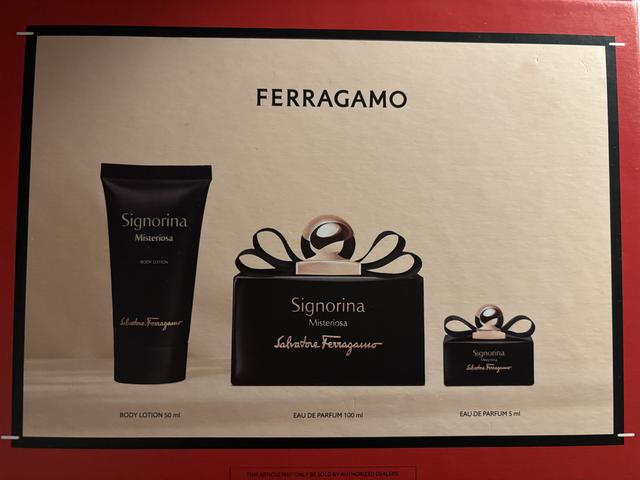 FERRAGAMO
Signorina
Misteriosa
BODY LOTION
Salvatore Ferragamo
Signorina
Misteriosa
Salvatore Ferragamo
Signorina
Misteriosa
Salvatore Ferragamo
BODY LOTION 50 ml
EAU DE PARFUM 100 ml
EAU DE PARFUM 5 ml
THIS ARTICLE MAY ONLY BE SOLD BY AUTHORIZED DEALERS